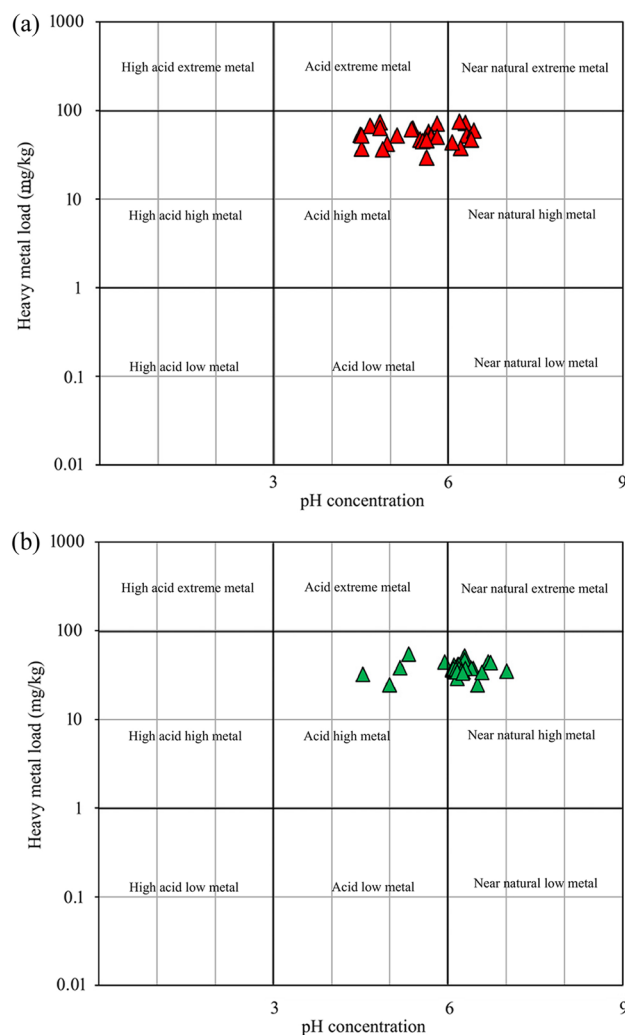 (a)
1000
High acid extreme metal Acid extreme metal Near natural extreme metal
100
10
High acid high metal Acid high metal Near natural high metal
1
High acid low metal Acid low metal Near natural low metal
0.1
0.01
3 6 9
Heavy metal load (mg/kg)
pH concentration
(b)
1000
High acid extreme metal Acid extreme metal Near natural extreme metal
100
10
High acid high metal Acid high metal Near natural high metal
1
High acid low metal Acid low metal Near natural low metal
0.1
0.01
3 6 9
Heavy metal load (mg/kg)
pH concentration